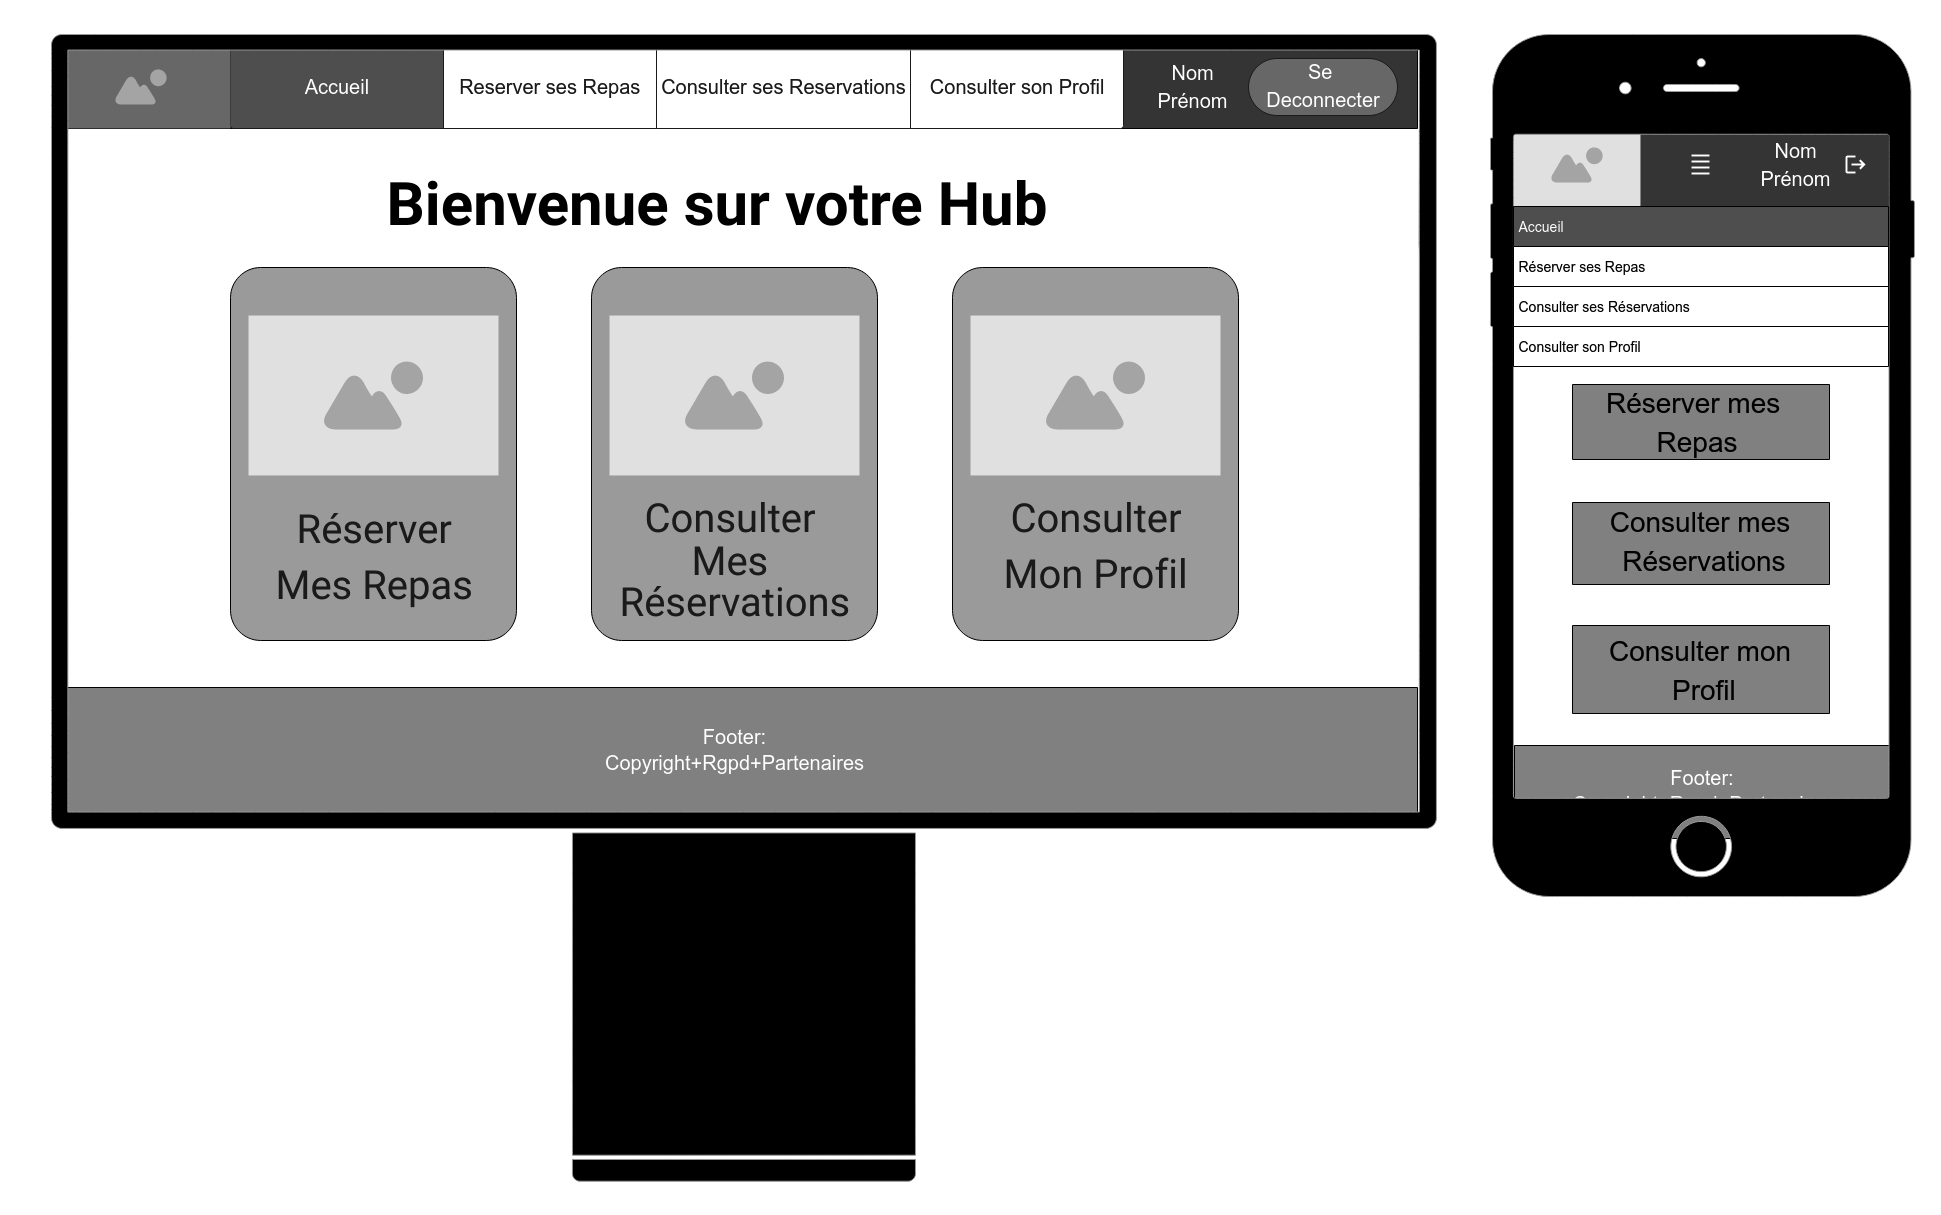 Accueil
Reserver ses Repas
Consulter ses Reservations
Consulter son Profil
Nom
Prénom
Se
Deconnecter
Bienvenue sur votre Hub
Réserver
Mes Repas
Consulter
Mes
Réservations
Consulter
Mon Profil
Footer:
Copyright+Rgpd+Partenaires
Nom
Prénom
Accueil
Réserver ses Repas
Consulter ses Réservations
Consulter son Profil
Réserver mes
Repas
Consulter mes
Réservations
Consulter mon
Profil
Footer: